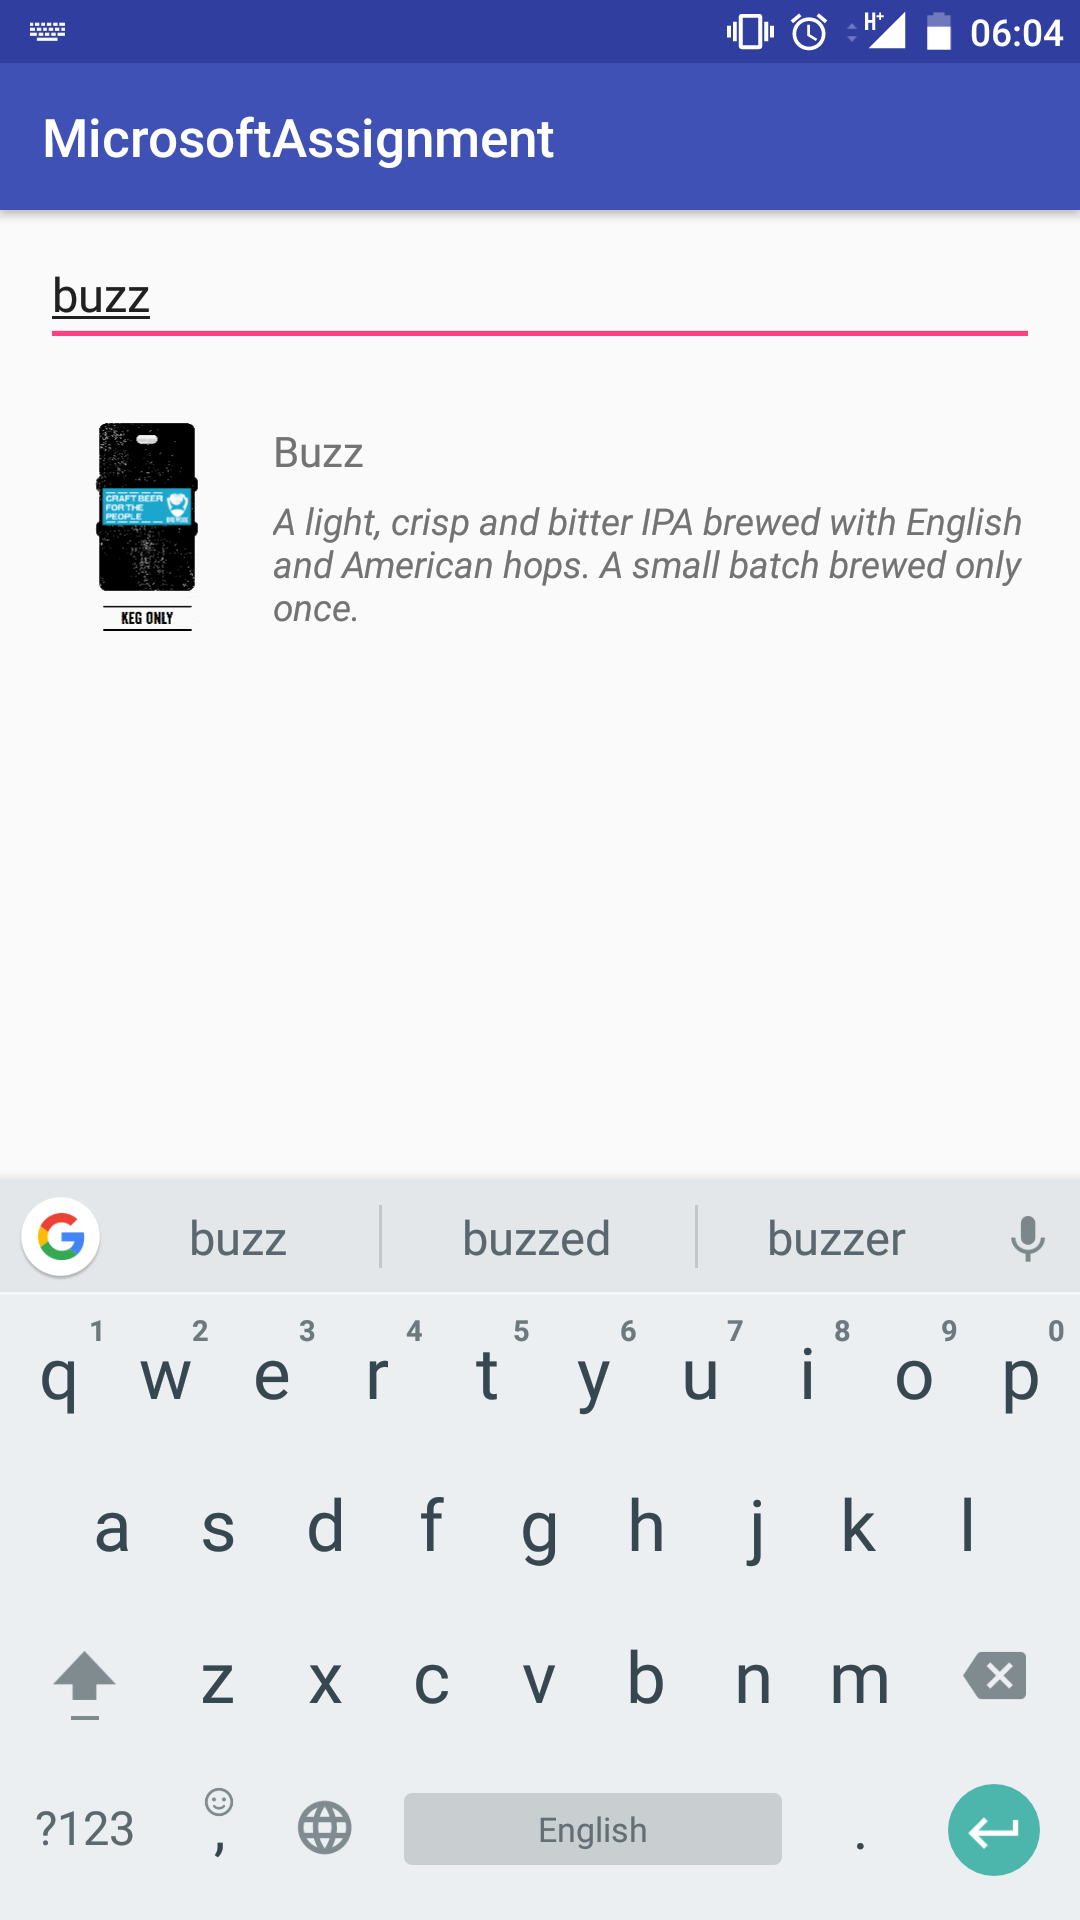 H+ 06:04
MicrosoftAssignment
buzz
CRAFT BEER
FOR THE
PEOPLE
KEG ONLY
Buzz
A light, crisp and bitter IPA brewed with English
and American hops. A small batch brewed only
once.
G buzz buzzed buzzer
1 2 3 4 5 6 7 8 9 0
q w e r t y u i o p
a s d f g h j k l
z x c v b n m
?123 , English .